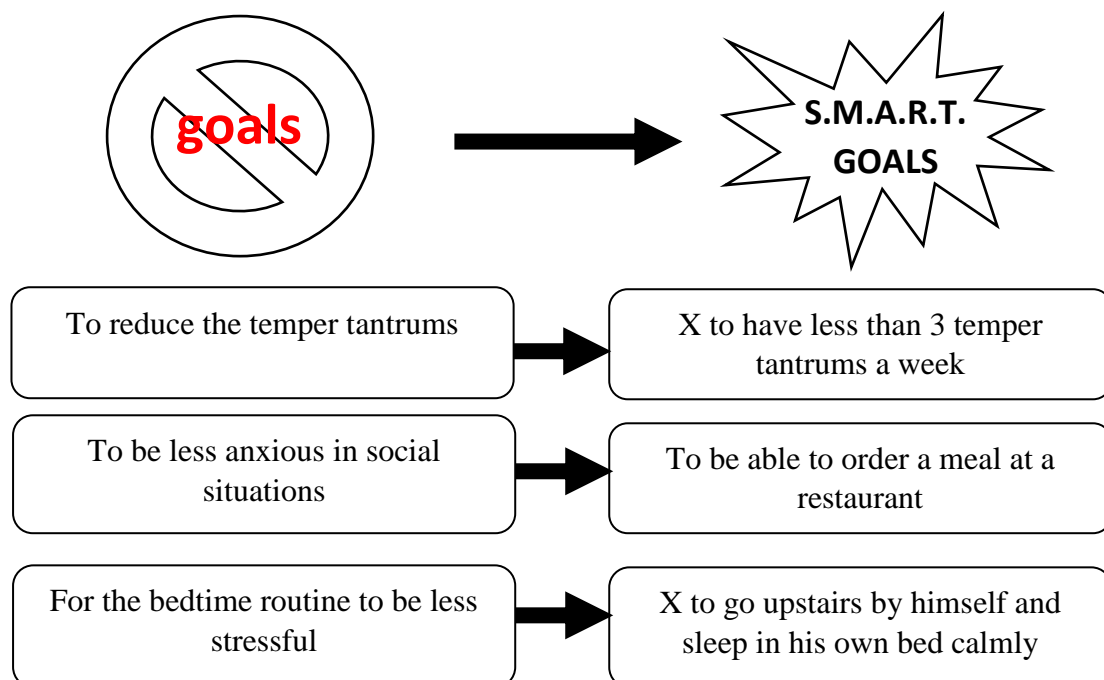 goals
S.M.A.R.T.
GOALS
To reduce the temper tantrums
X to have less than 3 temper
tantrums a week
To be less anxious in social
situations
To be able to order a meal at a
restaurant
For the bedtime routine to be less
stressful
X to go upstairs by himself and
sleep in his own bed calmly